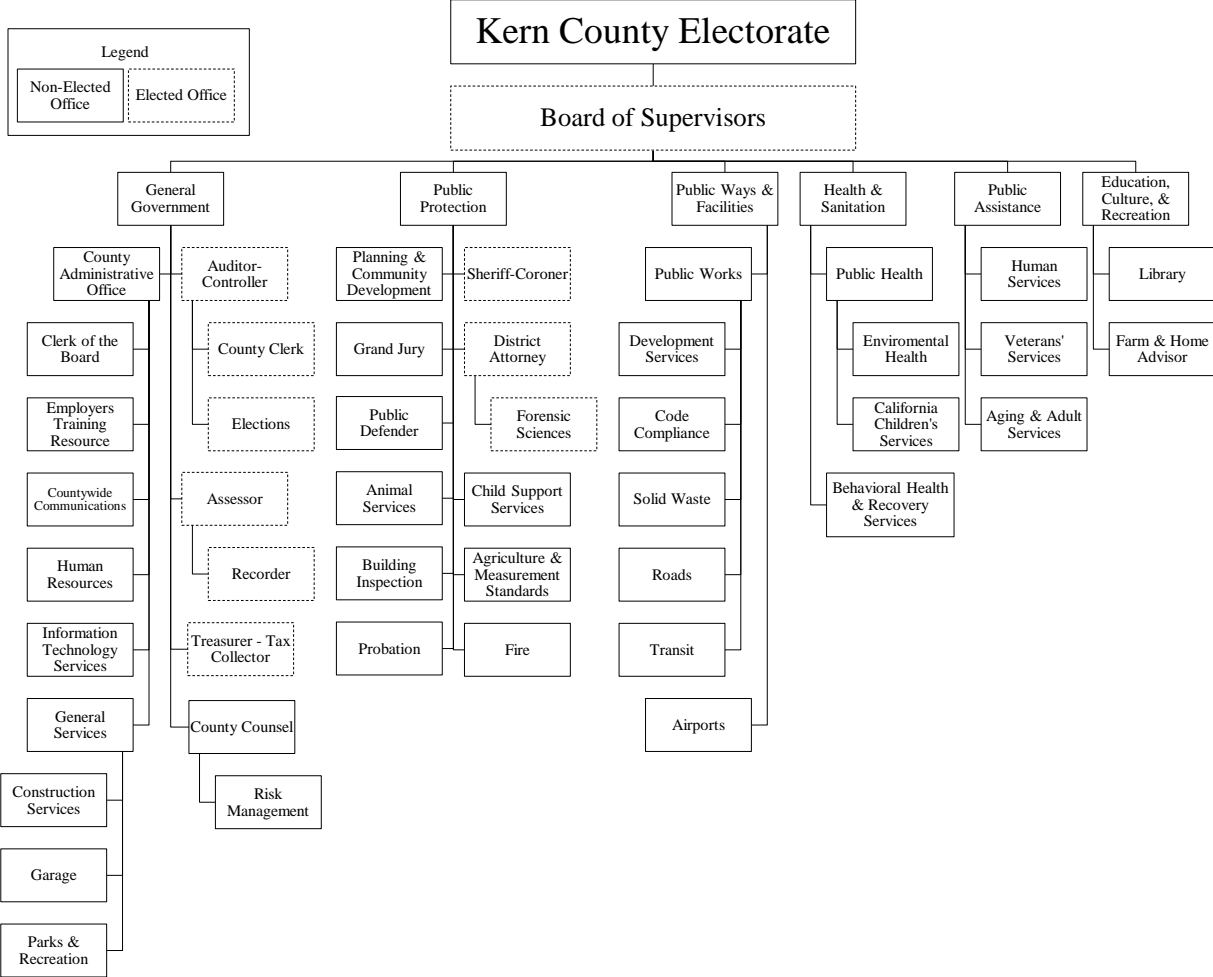 Kern County Electorate
Legend
Non-Elected
Office
Elected Office
Board of Supervisors
General
Government
Public
Protection
Public Ways &
Facilities
Health &
Sanitation
Public
Assistance
Education,
Culture, &
Recreation
County
Administrative
Office
Auditor-
Controller
Clerk of the
Board
County Clerk
Employers
Training
Resource
Elections
Countywide
Communications
Assessor
Human
Resources
Recorder
Information
Technology
Services
Treasurer - Tax
Collector
General
Services
County Counsel
Construction
Services
Risk
Management
Garage
Parks &
Recreation
Planning &
Community
Development
Sheriff-Coroner
Grand Jury
District
Attorney
Public
Defender
Forensic
Sciences
Animal
Services
Child Support
Services
Building
Inspection
Agriculture &
Measurement
Standards
Probation
Fire
Public Works
Development
Services
Code
Compliance
Solid Waste
Roads
Transit
Airports
Public Health
Enviromental
Health
California
Children's
Services
Behavioral Health
& Recovery
Services
Human
Services
Veterans'
Services
Aging & Adult
Services
Library
Farm & Home
Advisor